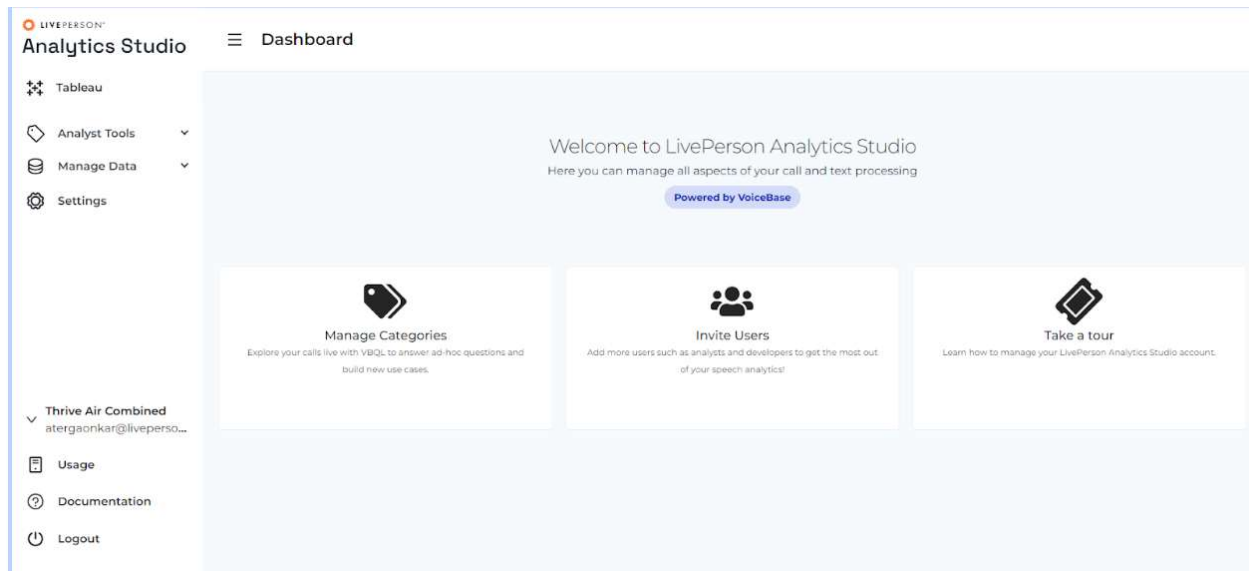 LIVEPERSON
Analytics Studio
Dashboard
Tableau
Analyst Tools
Manage Data
Settings
Welcome to LivePerson Analytics Studio
Here you can manage all aspects of your call and text processing
Powered by VoiceBase
Manage Categories
Explore your calls live with VBQL to answer ad-hoc questions and
build new use cases.
Invite Users
Add more users such as analysts and developers to get the most out
of your speech analytics!
Take a tour
Learn how to manage your LivePerson Analytics Studio account.
Thrive Air Combined
atergaonkar@liveperso...
Usage
Documentation
Logout